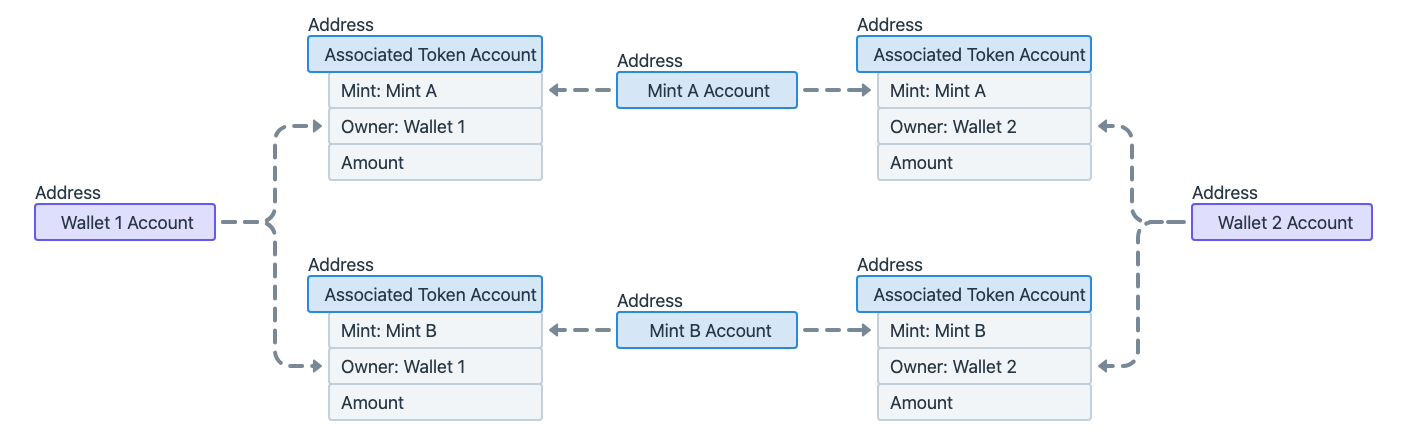 Address
Associated Token Account
Mint: Mint A
Owner: Wallet 1
Amount
Address
Mint A Account
Address
Associated Token Account
Mint: Mint A
Owner: Wallet 2
Amount
Address
Wallet 1 Account
Address
Wallet 2 Account
Address
Associated Token Account
Mint: Mint B
Owner: Wallet 1
Amount
Address
Mint B Account
Address
Associated Token Account
Mint: Mint B
Owner: Wallet 2
Amount